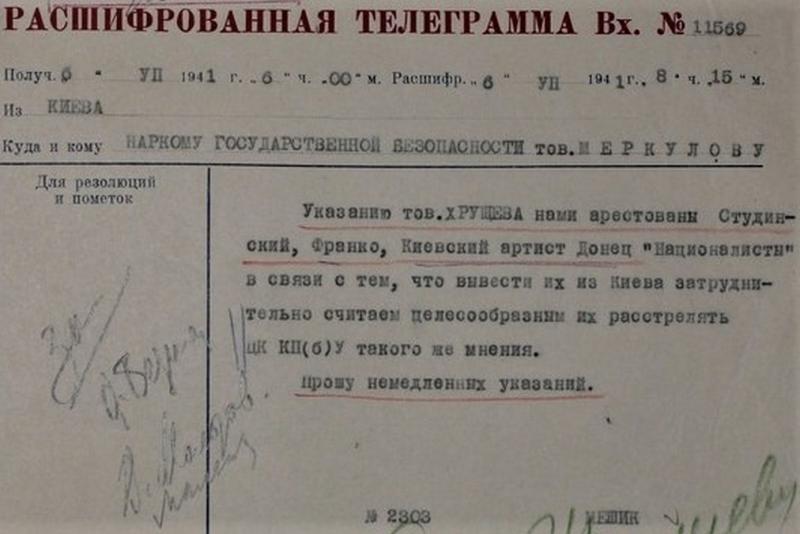 РАСШИФРОВАННАЯ ТЕЛЕГРАММА Вх. № 11569
Получ. 6 " УП 1941 г. „ 6 " ч. .00" м. Расшифр. „ 6 " УП 1941г., 8 " ч. „15 " м.
Из КИЕВА
Куда и кому НАРКОМУ ГОСУДАРСТВЕННОЙ БЕЗОПАСНОСТИ тов. МЕРКУЛОВУ
Для резолюций
и пометок
Указанию тов.ХРУЩЕВА нами арестованы Студин-
ский, Франко, Киевский артист Донец "Националисты"
в связи с тем, что вывести их из Киева затрудни-
тельно считаем целесообразным их расстрелять
ЦК КП(б)У такого же мнения.
Прошу немедленных указаний.
За
В. Молотов
№ 2303 МЕШИК